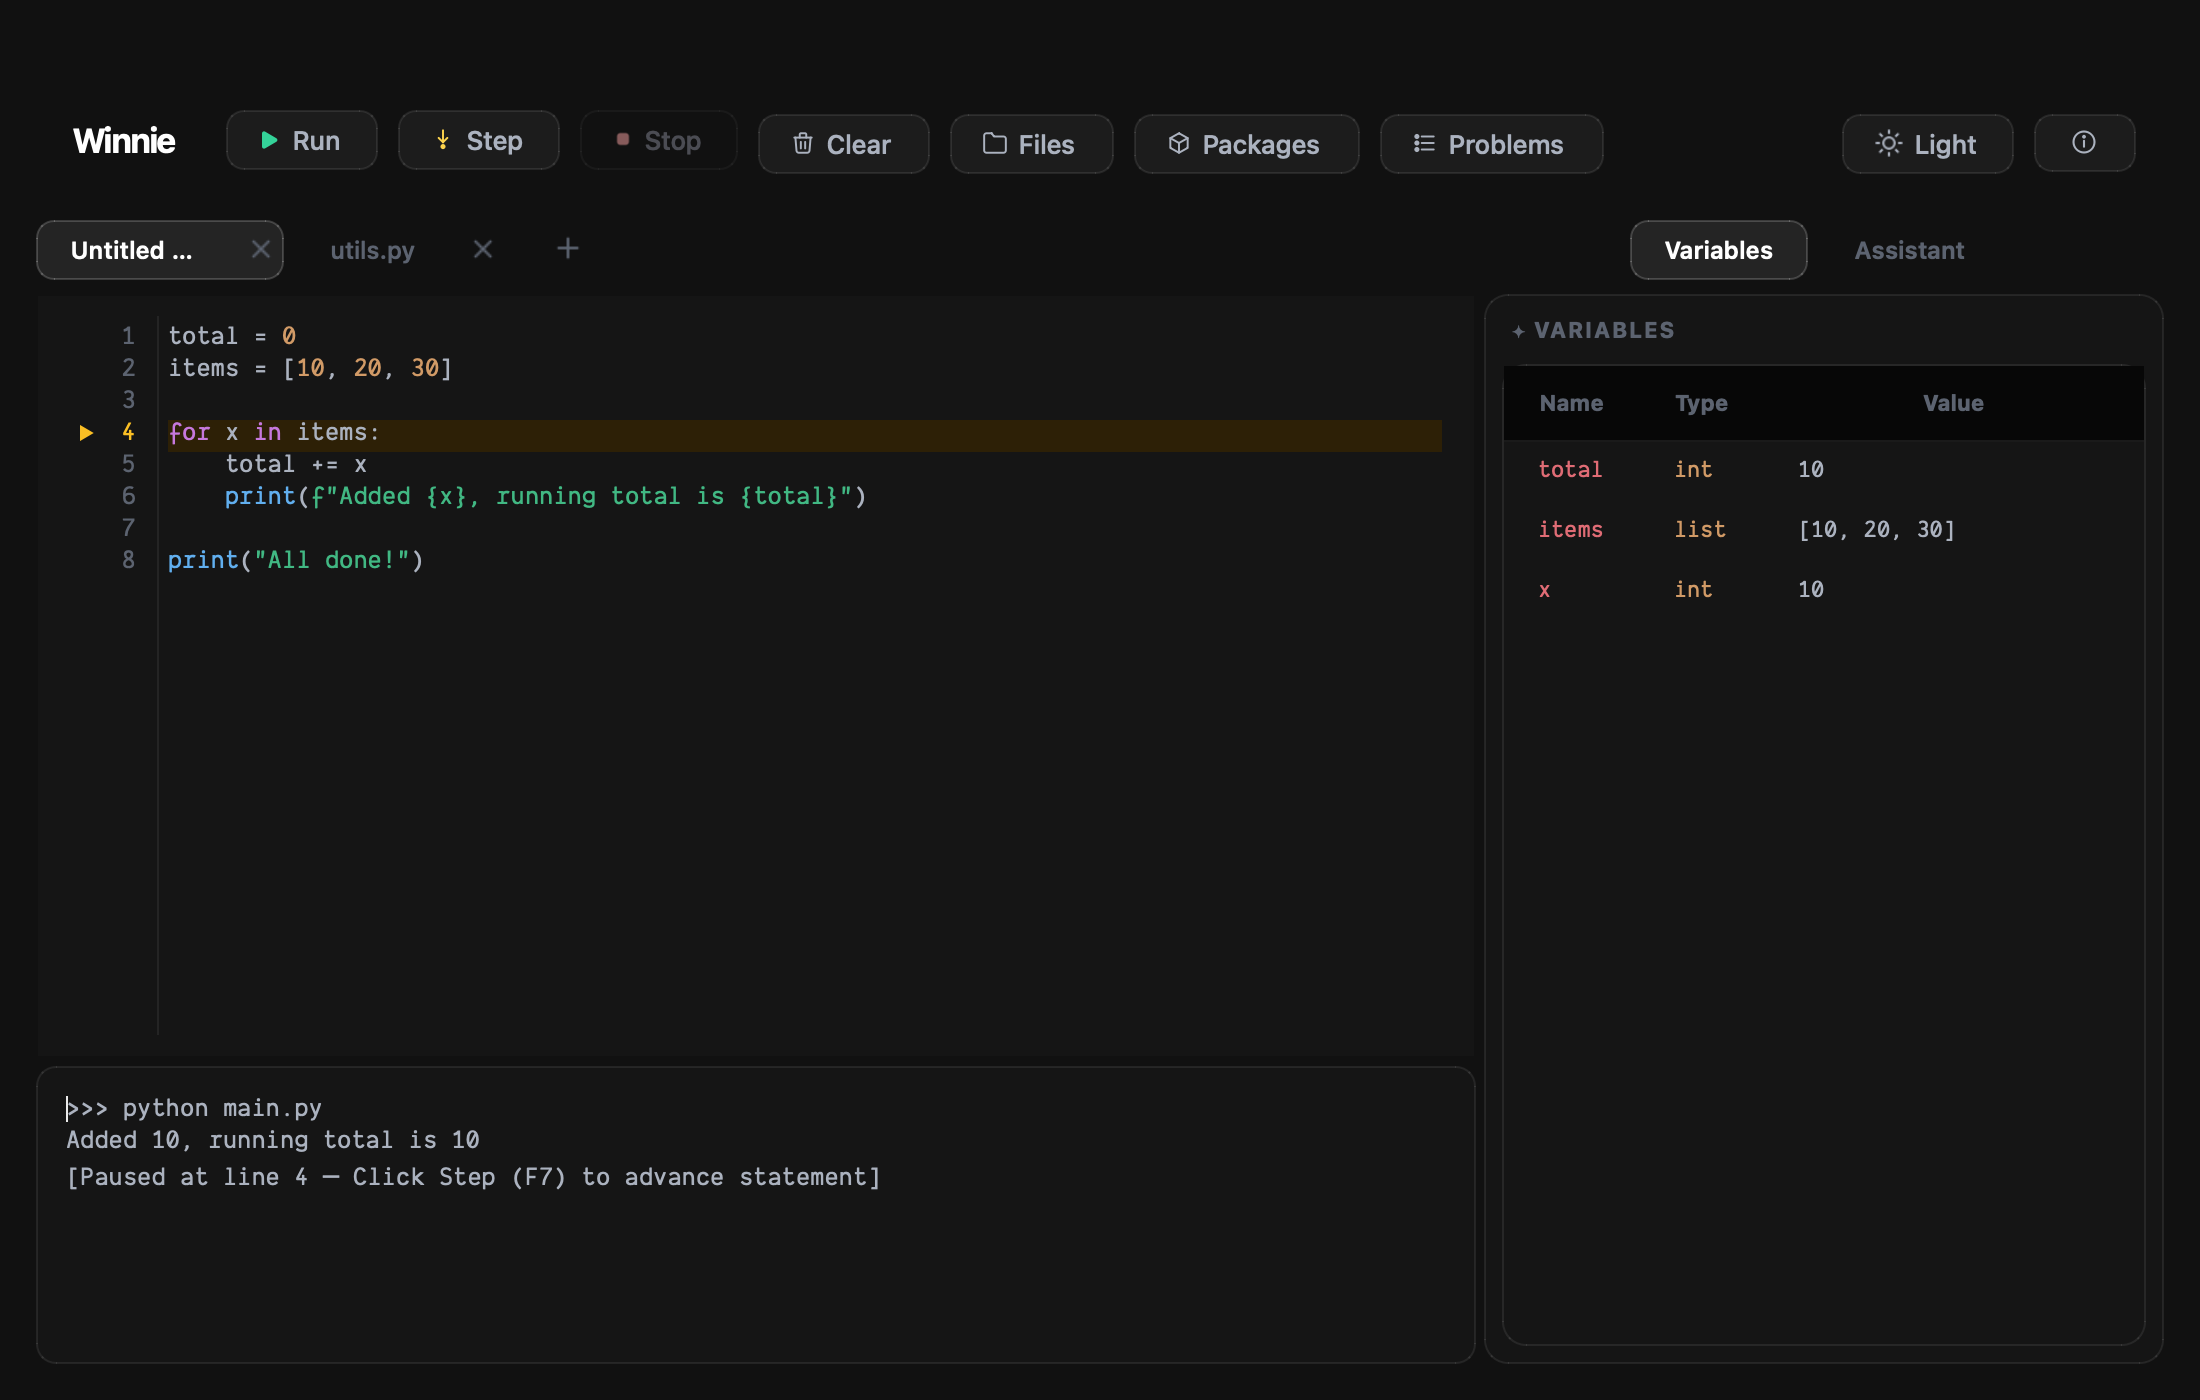 Winnie Run Step Stop Clear Files Packages Problems Light
Untitled ... utils.py Variables Assistant
1 total = 0
2 items = [10, 20, 30]
3
4 for x in items:
5     total += x
6     print(f"Added {x}, running total is {total}")
7
8 print("All done!")
>>> python main.py
Added 10, running total is 10
[Paused at line 4 — Click Step (F7) to advance statement]
VARIABLES
Name Type Value
total int 10
items list [10, 20, 30]
x int 10